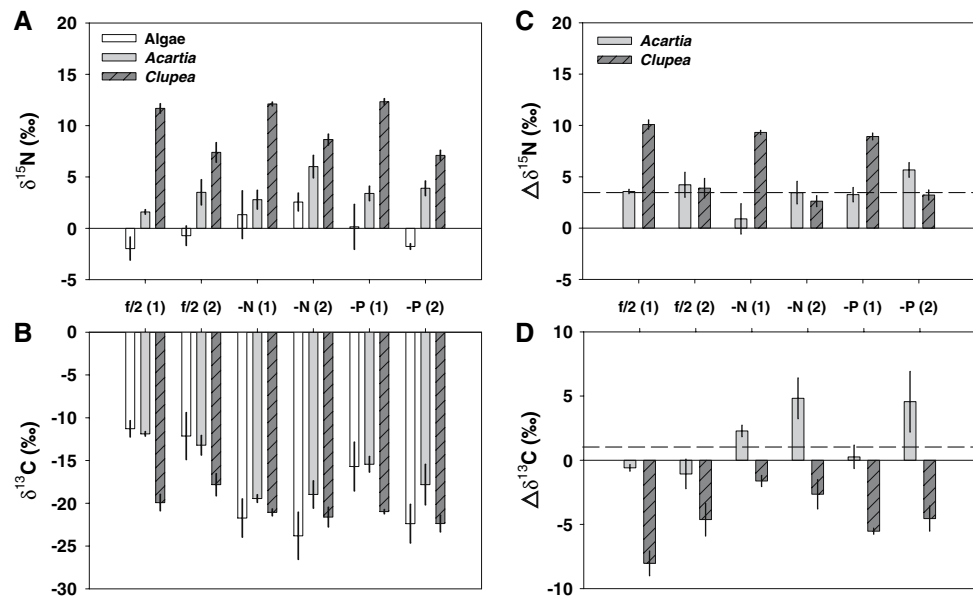 A
20
15
10
5
0
-5
δ15N (‰)
Algae
Acartia
Clupea
C
20
15
10
5
0
-5
Δδ15N (‰)
Acartia
Clupea
f/2 (1) f/2 (2) -N (1) -N (2) -P (1) -P (2)
f/2 (1) f/2 (2) -N (1) -N (2) -P (1) -P (2)
B
0
-5
-10
-15
-20
-25
-30
δ13C (‰)
D
10
5
0
-5
-10
Δδ13C (‰)